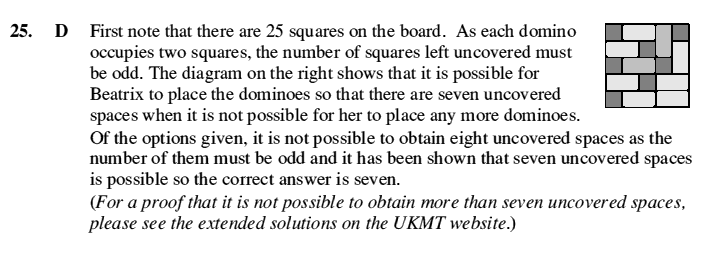 25. D First note that there are 25 squares on the board. As each domino
occupies two squares, the number of squares left uncovered must
be odd. The diagram on the right shows that it is possible for
Beatrix to place the dominoes so that there are seven uncovered
spaces when it is not possible for her to place any more dominoes.
Of the options given, it is not possible to obtain eight uncovered spaces as the
number of them must be odd and it has been shown that seven uncovered spaces
is possible so the correct answer is seven.
(For a proof that it is not possible to obtain more than seven uncovered spaces,
please see the extended solutions on the UKMT website.)